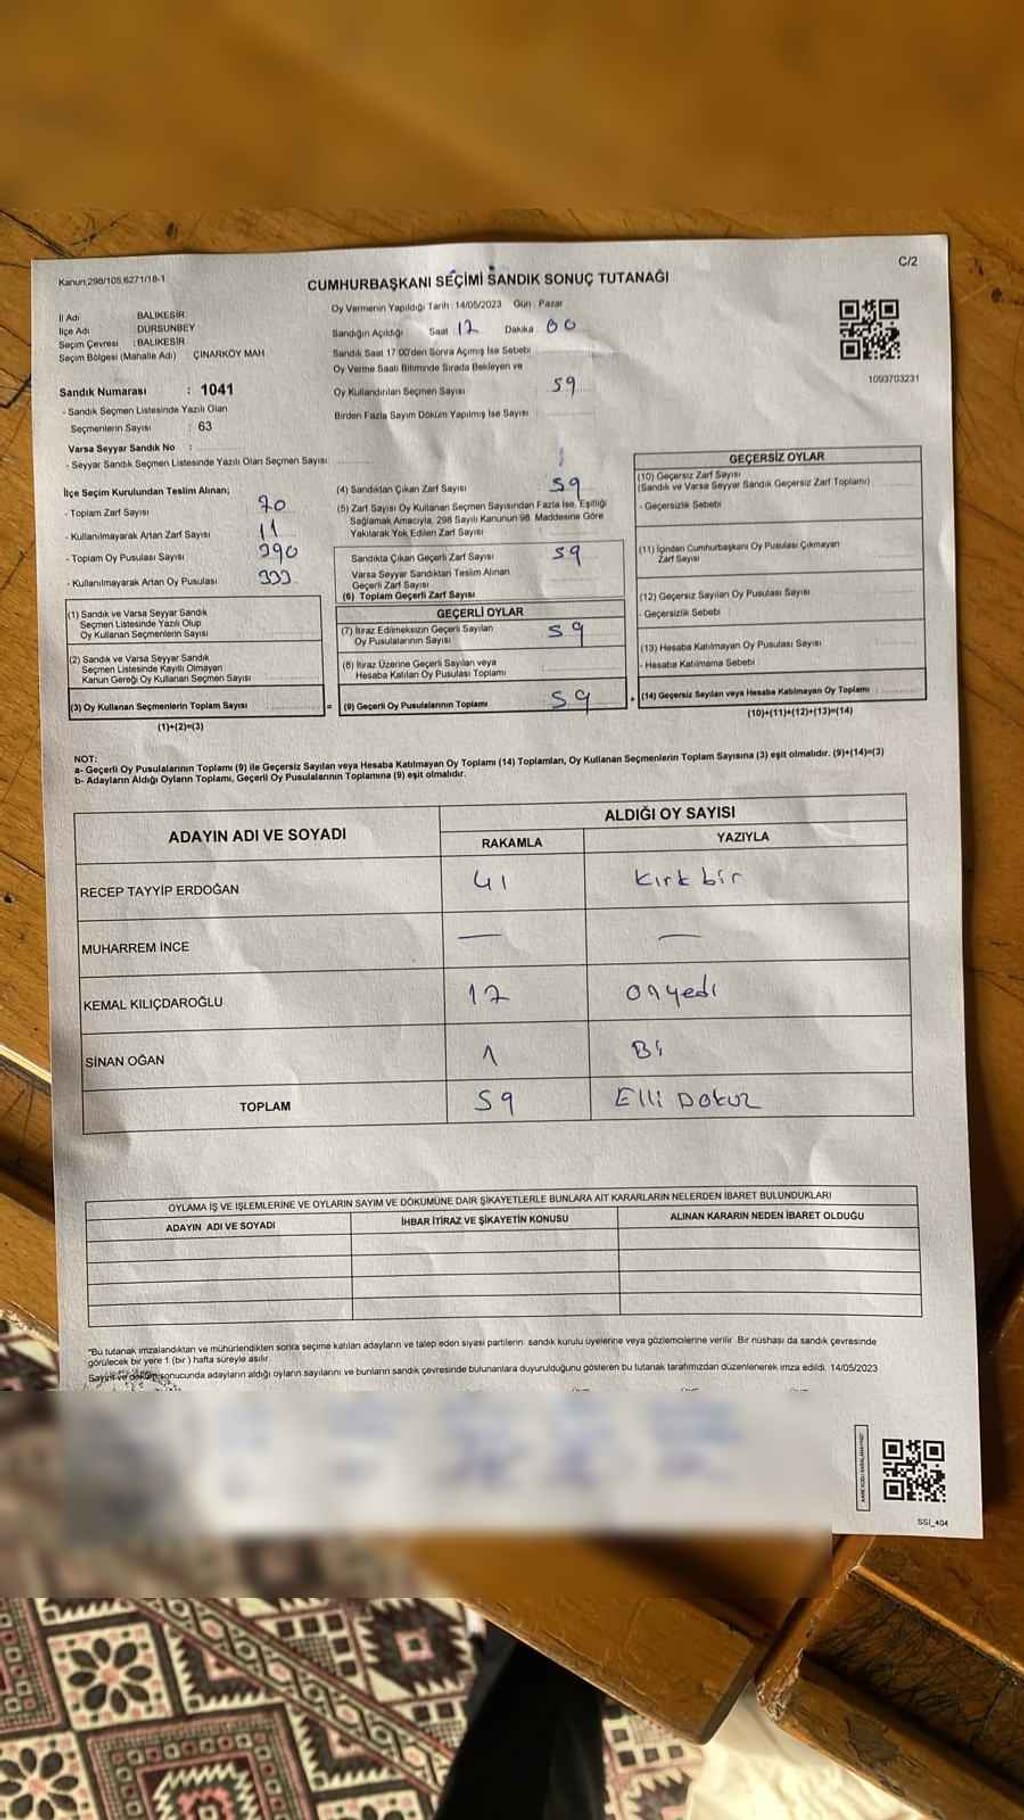 Kanun:298/105,6271/18-1
C/2
CUMHURBAŞKANI SEÇİMİ SANDIK SONUÇ TUTANAĞI
İl Adı BALIKESİR
İlçe Adı DURSUNBEY
Seçim Çevresi : BALIKESİR
Seçim Bölgesi (Mahalle Adı) ÇINARKÖY MAH
Oy Vermenin Yapıldığı Tarih 14/05/2023 Gün: Pazar
Sandığın Açıldığı Saat 17 Dakika 00
Sandık Saat 17:00'den Sonra Açılmış İse Sebebi
Oy Verme Saati Bitiminde Sırada Bekleyen ve
Oy Kullandırılan Seçmen Sayısı 59
Birden Fazla Sayım Döküm Yapılmış İse Sayısı
1093703231
Sandık Numarası : 1041
- Sandık Seçmen Listesinde Yazılı Olan
Seçmenlerin Sayısı : 63
Varsa Seyyar Sandık No :
- Seyyar Sandık Seçmen Listesinde Yazılı Olan Seçmen Sayısı
İlçe Seçim Kurulundan Teslim Alınan;
- Toplam Zarf Sayısı 70
- Kullanılmayarak Artan Zarf Sayısı 11
- Toplam Oy Pusulası Sayısı 390
- Kullanılmayarak Artan Oy Pusulası
(1) Sandık ve Varsa Seyyar Sandık
Seçmen Listesinde Yazılı Olup
Oy Kullanan Seçmenlerin Sayısı
(2) Sandık ve Varsa Seyyar Sandık
Seçmen Listesinde Kayıtlı Olmayan
Kanun Gereği Oy Kullanan Seçmen Sayısı
(3) Oy Kullanan Seçmenlerin Toplam Sayısı
(1)+(2)=(3)
(4) Sandıktan Çıkan Zarf Sayısı 59
(5) Zarf Sayısı Oy Kullanan Seçmen Sayısından Fazla İse, Eşitliği
Sağlamak Amacıyla, 298 Sayılı Kanunun 98. Maddesine Göre
Yakılarak Yok Edilen Zarf Sayısı
Sandıkta Çıkan Geçerli Zarf Sayısı 59
Varsa Seyyar Sandıktan Teslim Alınan
Geçerli Zarf Sayısı
(6) Toplam Geçerli Zarf Sayısı
GEÇERLİ OYLAR
(7) İtiraz Edilmeksizin Geçerli Sayılan
Oy Pusulalarının Sayısı 59
(8) İtiraz Üzerine Geçerli Sayılan veya
Hesaba Katılan Oy Pusulası Toplamı
= (9) Geçerli Oy Pusulalarının Toplamı 59 +
GEÇERSİZ OYLAR
(10) Geçersiz Zarf Sayısı
(Sandık ve Varsa Seyyar Sandık Geçersiz Zarf Toplamı)
- Geçersizlik Sebebi
(11) İçinden Cumhurbaşkanı Oy Pusulası Çıkmayan
Zarf Sayısı
(12) Geçersiz Sayılan Oy Pusulası Sayısı
- Geçersizlik Sebebi
(13) Hesaba Katılmayan Oy Pusulası Sayısı
- Hesaba Katılmama Sebebi
(14) Geçersiz Sayılan veya Hesaba Katılmayan Oy Toplamı
(10)+(11)+(12)+(13)=(14)
NOT:
a- Geçerli Oy Pusulalarının Toplamı (9) ile Geçersiz Sayılan veya Hesaba Katılmayan Oy Toplamı (14) Toplamları, Oy Kullanan Seçmenlerin Toplam Sayısına (3) eşit olmalıdır. (9)+(14)=(3)
b- Adayların Aldığı Oyların Toplamı, Geçerli Oy Pusulalarının Toplamına (9) eşit olmalıdır.
ADAYIN ADI VE SOYADI
ALDIĞI OY SAYISI
RAKAMLA YAZIYLA
RECEP TAYYİP ERDOĞAN 41 kırk bir
MUHARREM İNCE — —
KEMAL KILIÇDAROĞLU 17 onyedi
SİNAN OĞAN 1 Bi
TOPLAM 59 Elli Dokuz
OYLAMA İŞ VE İŞLEMLERİNE VE OYLARIN SAYIM VE DÖKÜMÜNE DAİR ŞİKAYETLERLE BUNLARA AİT KARARLARIN NELERDEN İBARET BULUNDUKLARI
ADAYIN ADI VE SOYADI İHBAR İTİRAZ VE ŞİKAYETİN KONUSU ALINAN KARARIN NEDEN İBARET OLDUĞU
"Bu tutanak imzalandıktan ve mühürlendikten sonra seçime katılan adayların ve talep eden siyasi partilerin sandık kurulu üyelerine veya gözlemcilerine verilir. Bir nüshası da sandık çevresinde
görülecek bir yere 1 (bir) hafta süreyle asılır.
Sayım ve döküm sonucunda adayların aldığı oyların sayılarını ve bunların sandık çevresinde bulunanlara duyurulduğunu gösteren bu tutanak tarafımızdan düzenlenerek imza edildi. 14/05/2023
SSI_404